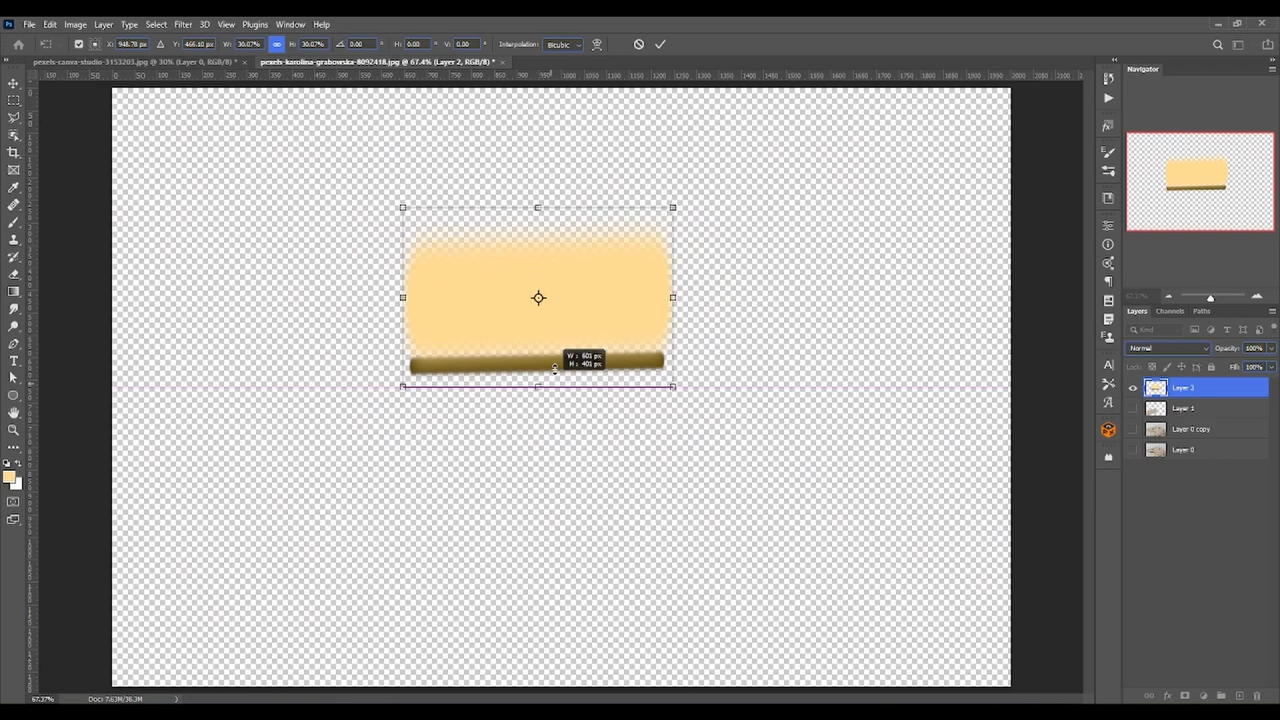 Ps File Edit Image Layer Type Select Filter 3D View Plugins Window Help
X: 948.78 px Y: 466.10 px W: 30.07% H: 30.07% 0.00 ° H: 0.00 ° V: 0.00 ° Interpolation: Bicubic
pexels-canva-studio-3153203.jpg @ 30% (Layer 0, RGB/8) * × pexels-karolina-grabowska-8092418.jpg @ 67.4% (Layer 2, RGB/8) * ×
Navigator
W : 601 px
H : 401 px
Layers Channels Paths
Kind
Normal Opacity: 100%
Lock: Fill: 100%
Layer 2
Layer 1
Layer 0 copy
Layer 0
67.37% Doc: 7.63M/36.3M